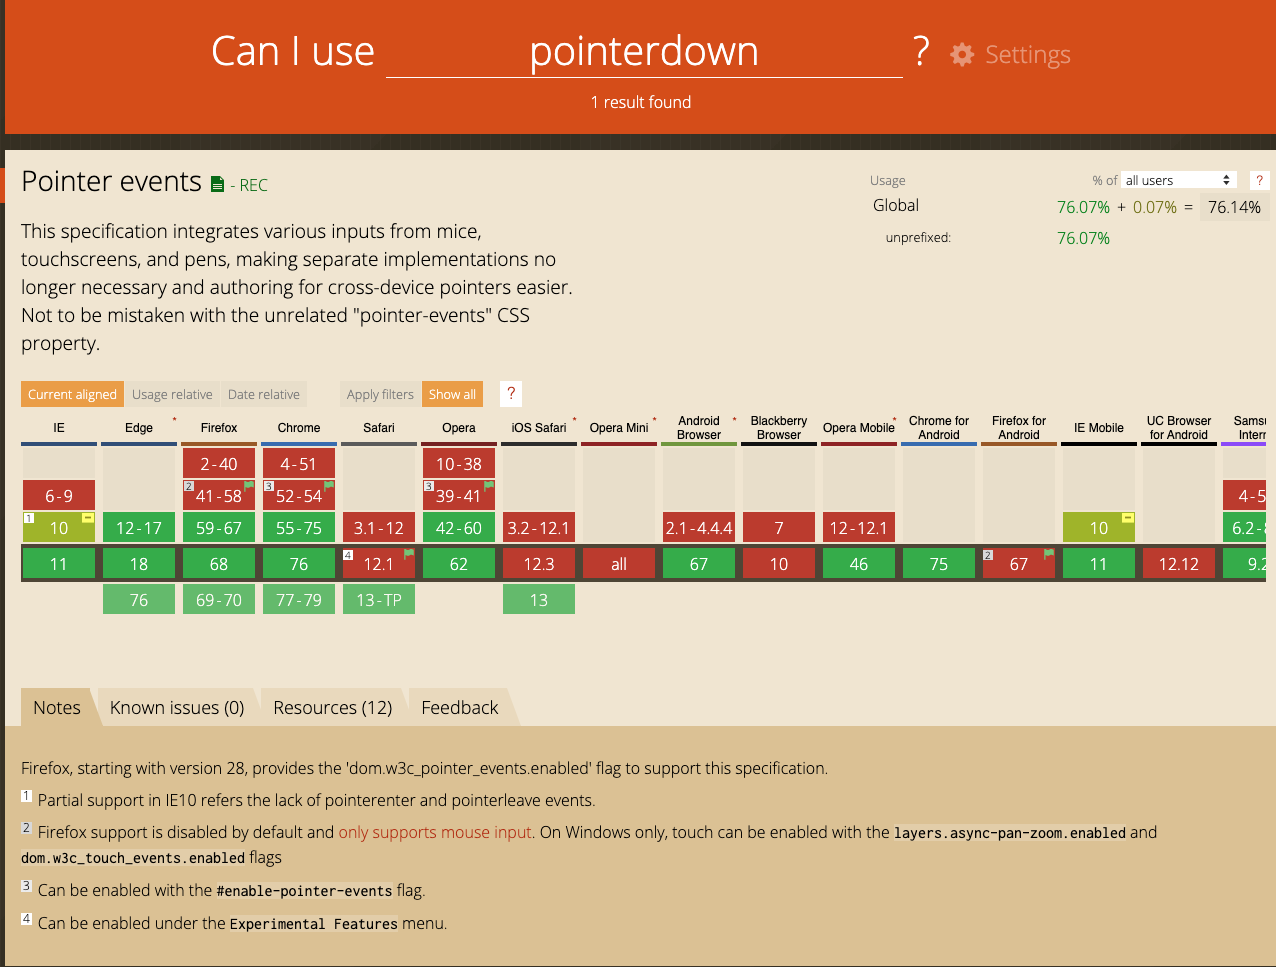 Can I use pointerdown ? Settings
1 result found
Pointer events - REC
This specification integrates various inputs from mice,
touchscreens, and pens, making separate implementations no
longer necessary and authoring for cross-device pointers easier.
Not to be mistaken with the unrelated "pointer-events" CSS
property.
Usage % of all users ?
Global 76.07% + 0.07% = 76.14%
unprefixed: 76.07%
Current aligned Usage relative Date relative Apply filters Show all ?
IE Edge * Firefox Chrome Safari Opera iOS Safari * Opera Mini * Android Browser * Blackberry Browser Opera Mobile * Chrome for Android Firefox for Android IE Mobile UC Browser for Android
2-40 4-51 10-38
6-9 2 41-58 3 52-54 3 39-41 4-5
1 10 12-17 59-67 55-75 3.1-12 42-60 3.2-12.1 2.1-4.4.4 7 12-12.1 10 6.2-
11 18 68 76 4 12.1 62 12.3 all 67 10 46 75 2 67 11 12.12 9.2
76 69-70 77-79 13-TP 13
Notes Known issues (0) Resources (12) Feedback
Firefox, starting with version 28, provides the 'dom.w3c_pointer_events.enabled' flag to support this specification.
1 Partial support in IE10 refers the lack of pointerenter and pointerleave events.
2 Firefox support is disabled by default and only supports mouse input. On Windows only, touch can be enabled with the layers.async-pan-zoom.enabled and
dom.w3c_touch_events.enabled flags
3 Can be enabled with the #enable-pointer-events flag.
4 Can be enabled under the Experimental Features menu.